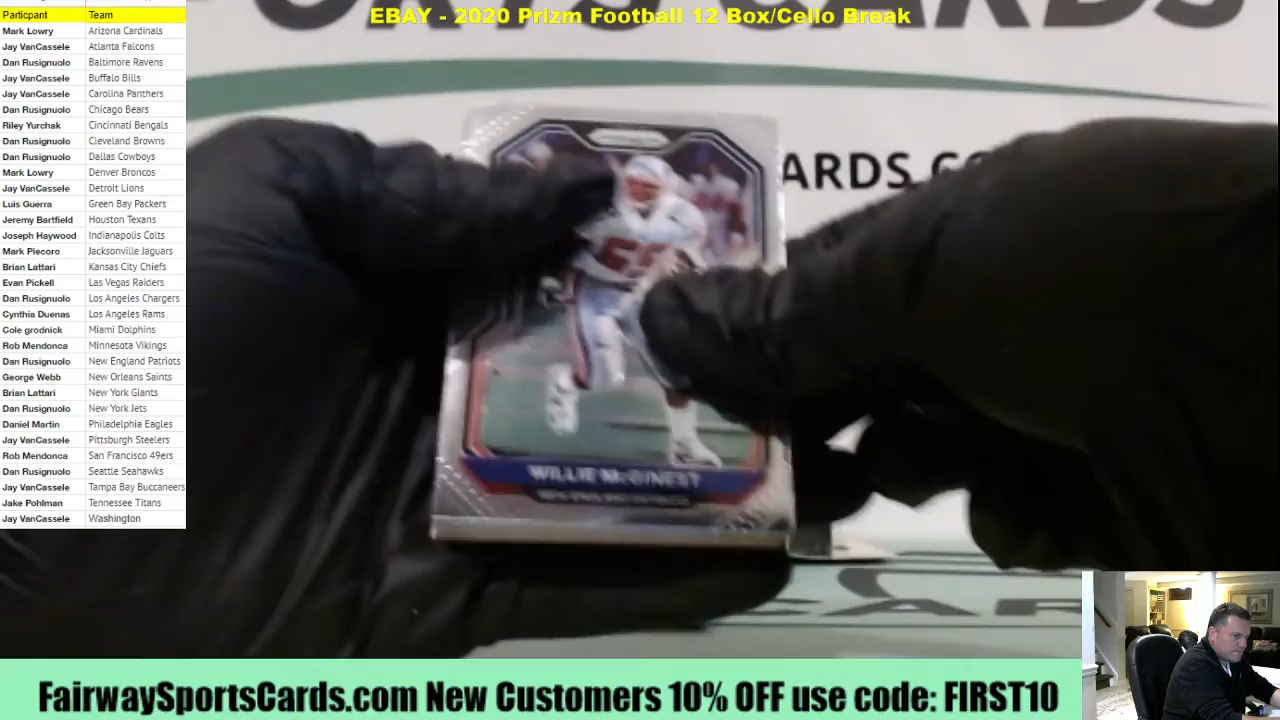 EBAY - 2020 Prizm Football 12 Box/Cello Break
Particpant Team
Mark Lowry Arizona Cardinals
Jay VanCassele Atlanta Falcons
Dan Rusignuolo Baltimore Ravens
Jay VanCassele Buffalo Bills
Jay VanCassele Carolina Panthers
Dan Rusignuolo Chicago Bears
Riley Yurchak Cincinnati Bengals
Dan Rusignuolo Cleveland Browns
Dan Rusignuolo Dallas Cowboys
Mark Lowry Denver Broncos
Jay VanCassele Detroit Lions
Luis Guerra Green Bay Packers
Jeremy Bartfield Houston Texans
Joseph Haywood Indianapolis Colts
Mark Piecoro Jacksonville Jaguars
Brian Lattari Kansas City Chiefs
Evan Pickell Las Vegas Raiders
Dan Rusignuolo Los Angeles Chargers
Cynthia Duenas Los Angeles Rams
Cole grodnick Miami Dolphins
Rob Mendonca Minnesota Vikings
Dan Rusignuolo New England Patriots
George Webb New Orleans Saints
Brian Lattari New York Giants
Dan Rusignuolo New York Jets
Daniel Martin Philadelphia Eagles
Jay VanCassele Pittsburgh Steelers
Rob Mendonca San Francisco 49ers
Dan Rusignuolo Seattle Seahawks
Jay VanCassele Tampa Bay Buccaneers
Jake Pohlman Tennessee Titans
Jay VanCassele Washington
ORTS CARDS
ARDS.CO
WILLIE McGINEST
FairwaySportsCards.com New Customers 10% OFF use code: FIRST10